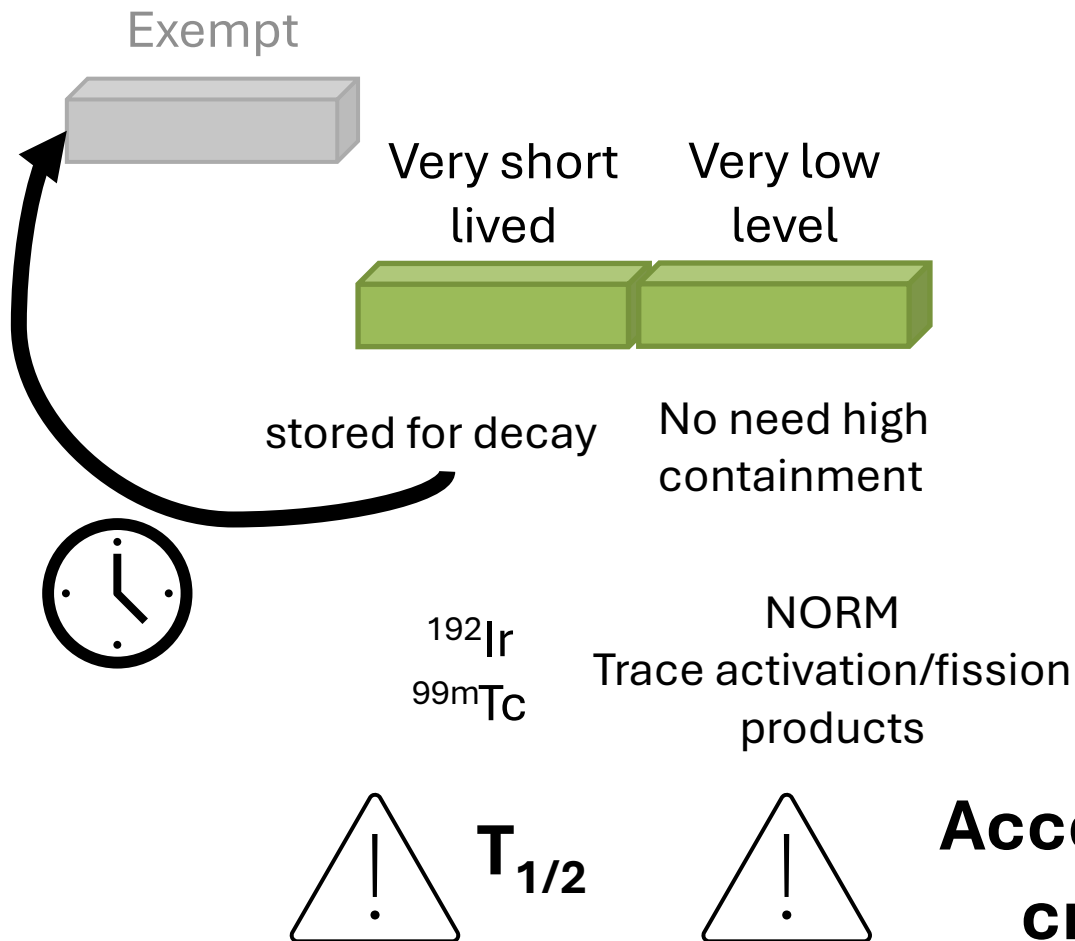 Exempt
Very short
lived
Very low
level
stored for decay
No need high
containment
¹⁹²Ir
⁹⁹ᵐTc
NORM
Trace activation/fission
products
T₁/₂